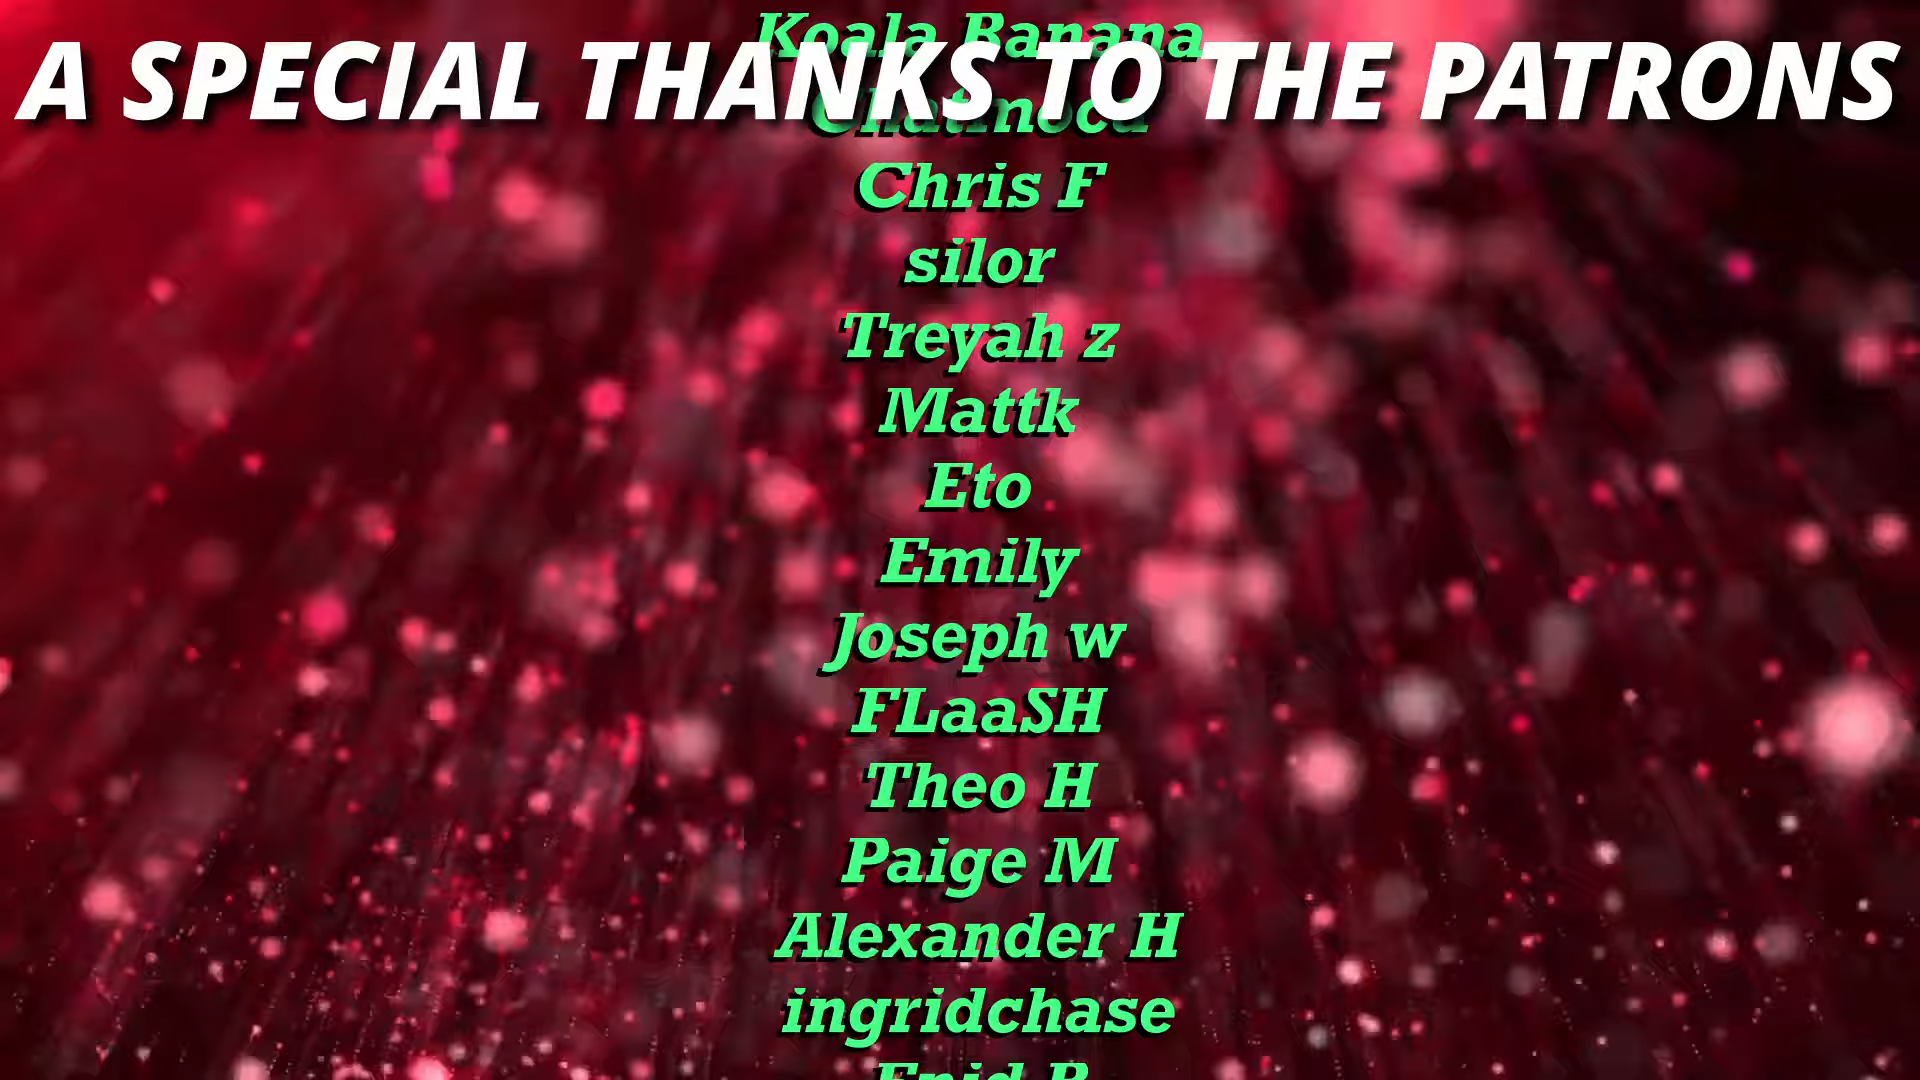 Koala Banana
A SPECIAL THANKS TO THE PATRONS
Chris F
silor
Treyah z
Mattk
Eto
Emily
Joseph w
FLaaSH
Theo H
Paige M
Alexander H
ingridchase